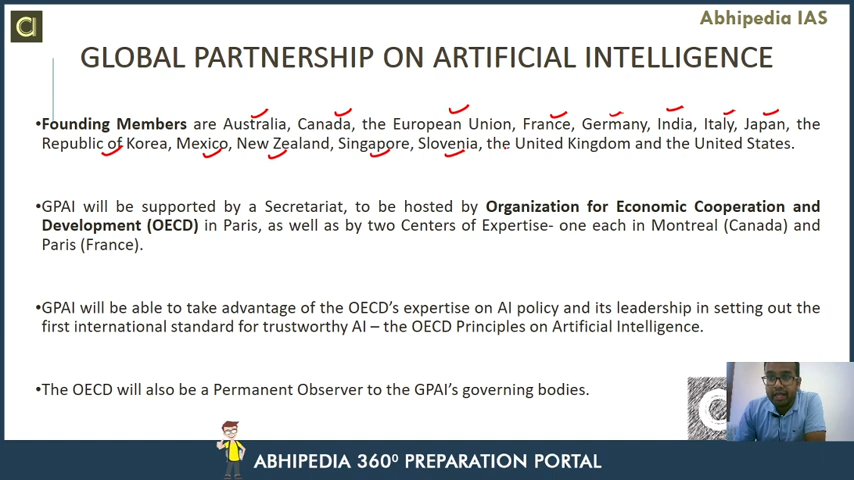 Abhipedia IAS
GLOBAL PARTNERSHIP ON ARTIFICIAL INTELLIGENCE
•Founding Members are Australia, Canada, the European Union, France, Germany, India, Italy, Japan, the
Republic of Korea, Mexico, New Zealand, Singapore, Slovenia, the United Kingdom and the United States.
•GPAI will be supported by a Secretariat, to be hosted by Organization for Economic Cooperation and
Development (OECD) in Paris, as well as by two Centers of Expertise- one each in Montreal (Canada) and
Paris (France).
•GPAI will be able to take advantage of the OECD's expertise on AI policy and its leadership in setting out the
first international standard for trustworthy AI – the OECD Principles on Artificial Intelligence.
•The OECD will also be a Permanent Observer to the GPAI's governing bodies.
ABHIPEDIA 360⁰ PREPARATION PORTAL